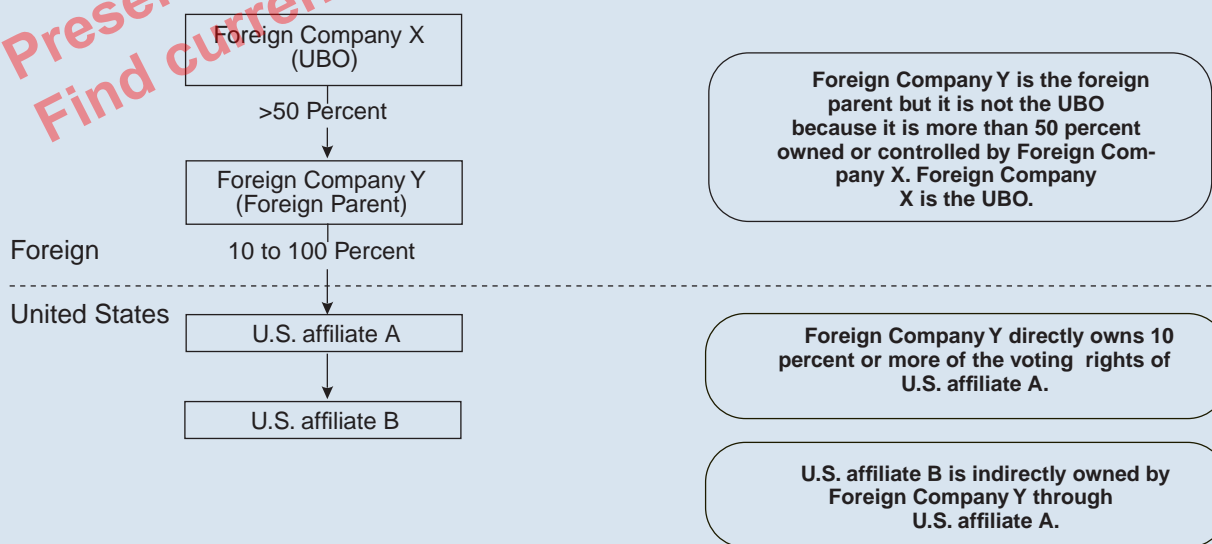 Prese
Find curren
Foreign Company X
(UBO)
>50 Percent
Foreign Company Y
(Foreign Parent)
Foreign
10 to 100 Percent
United States
U.S. affiliate A
U.S. affiliate B
Foreign Company Y is the foreign
parent but it is not the UBO
because it is more than 50 percent
owned or controlled by Foreign Com-
pany X. Foreign Company
X is the UBO.
Foreign Company Y directly owns 10
percent or more of the voting rights of
U.S. affiliate A.
U.S. affiliate B is indirectly owned by
Foreign Company Y through
U.S. affiliate A.